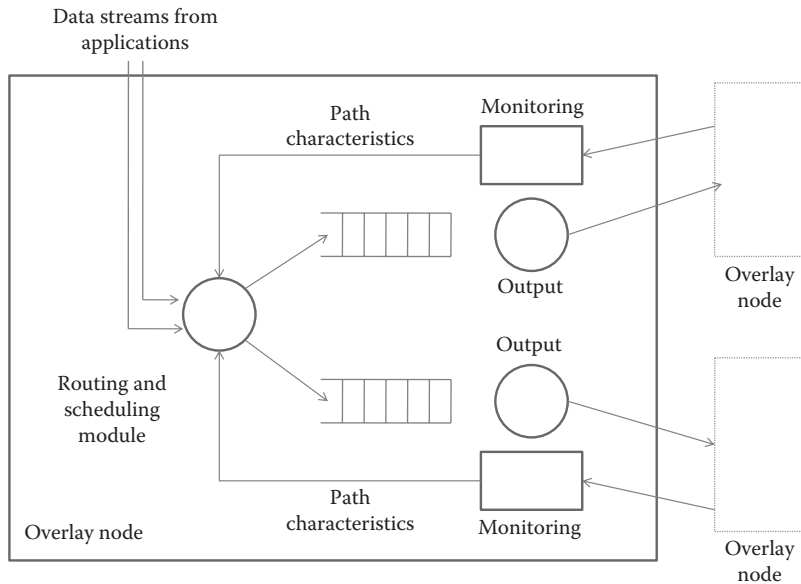 Data streams from
applications
Monitoring
Path
characteristics
Output
Overlay
node
Output
Routing and
scheduling
module
Path
characteristics
Monitoring
Overlay node
Overlay
node